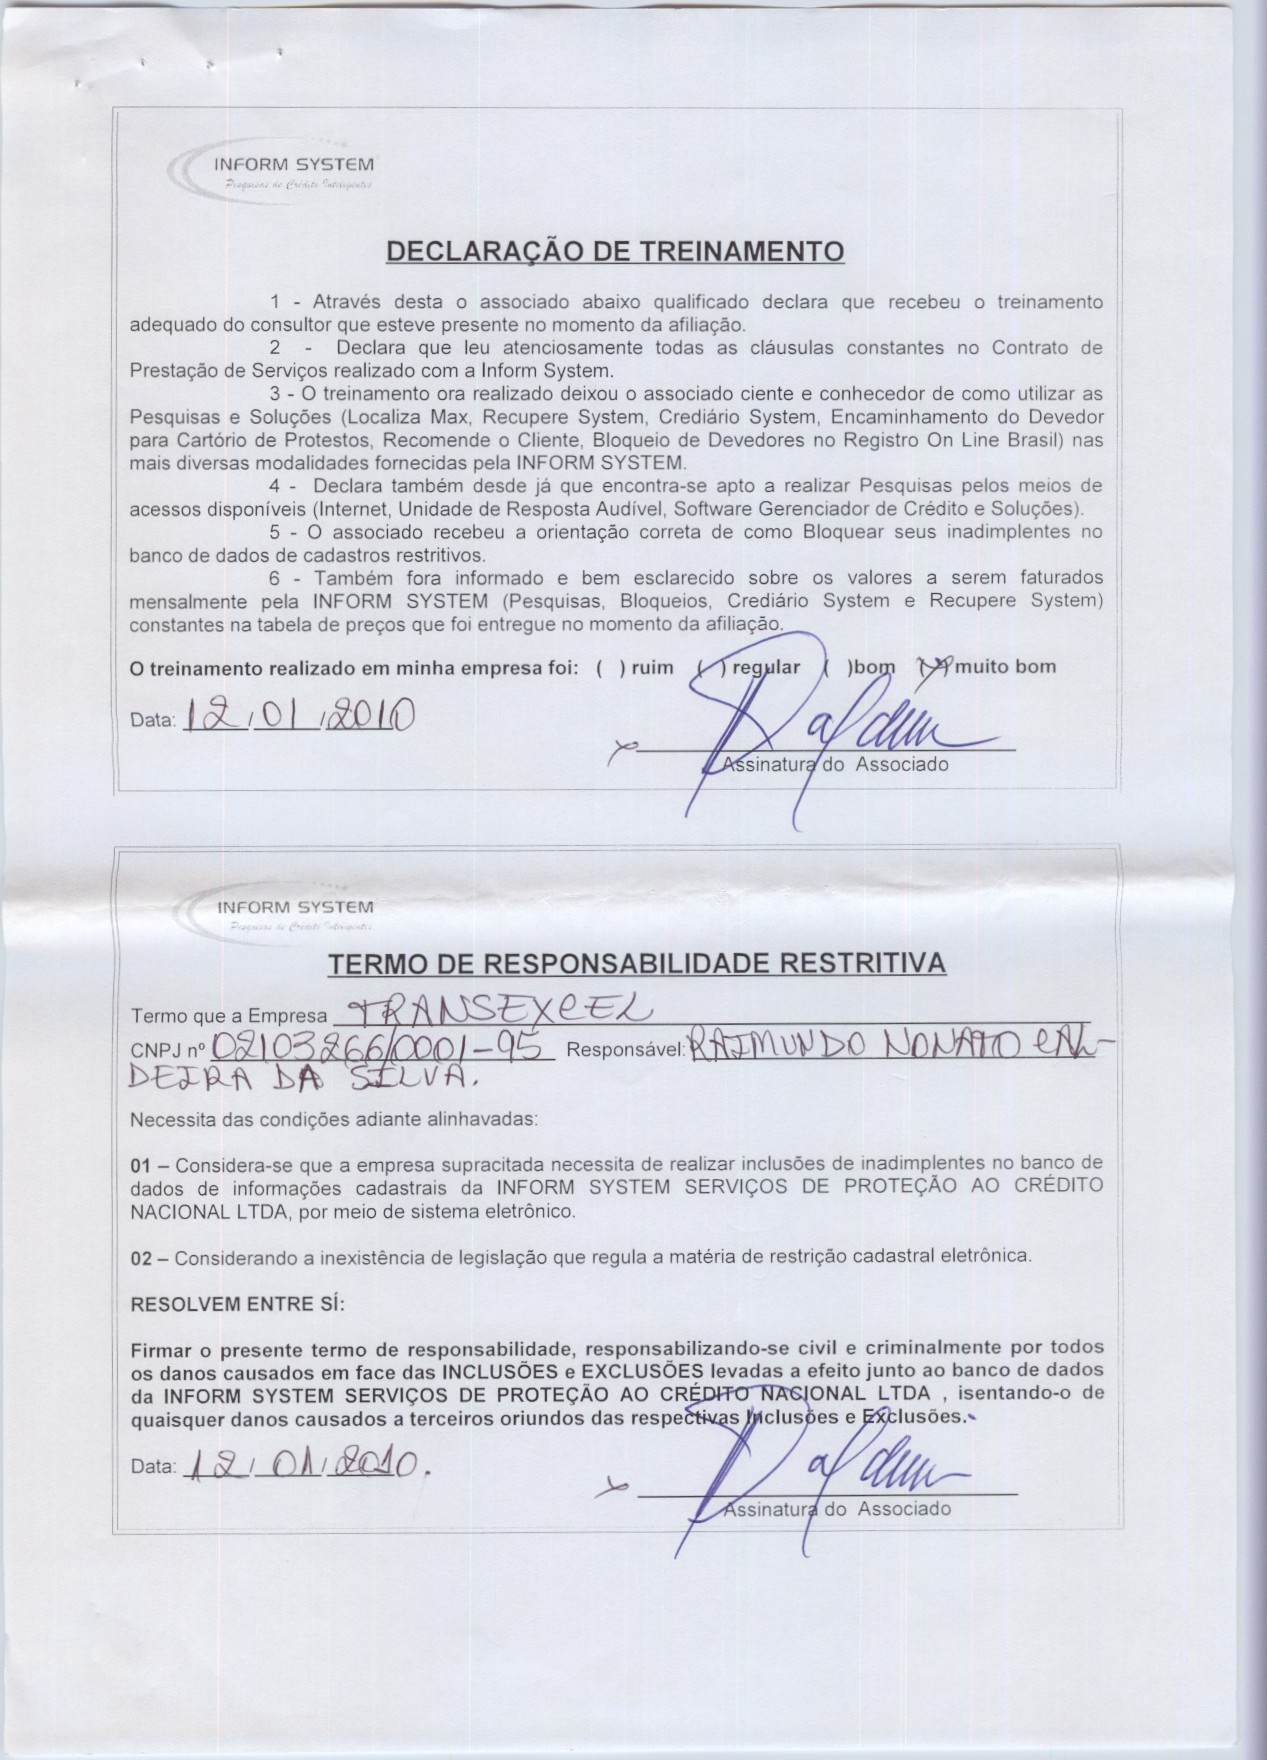 INFORM SYSTEM
Pesquisas de Crédito Inteligentes
DECLARAÇÃO DE TREINAMENTO
1 - Através desta o associado abaixo qualificado declara que recebeu o treinamento
adequado do consultor que esteve presente no momento da afiliação.
2 - Declara que leu atenciosamente todas as cláusulas constantes no Contrato de
Prestação de Serviços realizado com a Inform System.
3 - O treinamento ora realizado deixou o associado ciente e conhecedor de como utilizar as
Pesquisas e Soluções (Localiza Max, Recupere System, Crediário System, Encaminhamento do Devedor
para Cartório de Protestos, Recomende o Cliente, Bloqueio de Devedores no Registro On Line Brasil) nas
mais diversas modalidades fornecidas pela INFORM SYSTEM.
4 - Declara também desde já que encontra-se apto a realizar Pesquisas pelos meios de
acessos disponíveis (Internet, Unidade de Resposta Audível, Software Gerenciador de Crédito e Soluções).
5 - O associado recebeu a orientação correta de como Bloquear seus inadimplentes no
banco de dados de cadastros restritivos.
6 - Também fora informado e bem esclarecido sobre os valores a serem faturados
mensalmente pela INFORM SYSTEM (Pesquisas, Bloqueios, Crediário System e Recupere System)
constantes na tabela de preços que foi entregue no momento da afiliação.
O treinamento realizado em minha empresa foi: ( ) ruim ( ) regular ( )bom (X) muito bom
Data: 12/01/2010
Assinatura do Associado
INFORM SYSTEM
Pesquisas de Crédito Inteligentes
TERMO DE RESPONSABILIDADE RESTRITIVA
Termo que a Empresa TRANSEXCEL
CNPJ nº 02103266/0001-95 Responsável: RAIMUNDO NONATO CAL-
DEIRA DA SILVA.
Necessita das condições adiante alinhavadas:
01 – Considera-se que a empresa supracitada necessita de realizar inclusões de inadimplentes no banco de
dados de informações cadastrais da INFORM SYSTEM SERVIÇOS DE PROTEÇÃO AO CRÉDITO
NACIONAL LTDA, por meio de sistema eletrônico.
02 – Considerando a inexistência de legislação que regula a matéria de restrição cadastral eletrônica.
RESOLVEM ENTRE SÍ:
Firmar o presente termo de responsabilidade, responsabilizando-se civil e criminalmente por todos
os danos causados em face das INCLUSÕES e EXCLUSÕES levadas a efeito junto ao banco de dados
da INFORM SYSTEM SERVIÇOS DE PROTEÇÃO AO CRÉDITO NACIONAL LTDA , isentando-o de
quaisquer danos causados a terceiros oriundos das respectivas Inclusões e Exclusões.
Data: 12/01/2010.
Assinatura do Associado